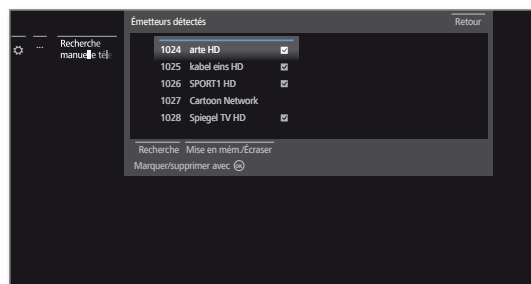 Émetteurs détectés
Retour
...
Recherche
manuelle
1024 arte HD
1025 kabel eins HD
1026 SPORT1 HD
1027 Cartoon Network
1028 Spiegel TV HD
Recherche Mise en mém./Écraser
Marquer/supprimer avec OK